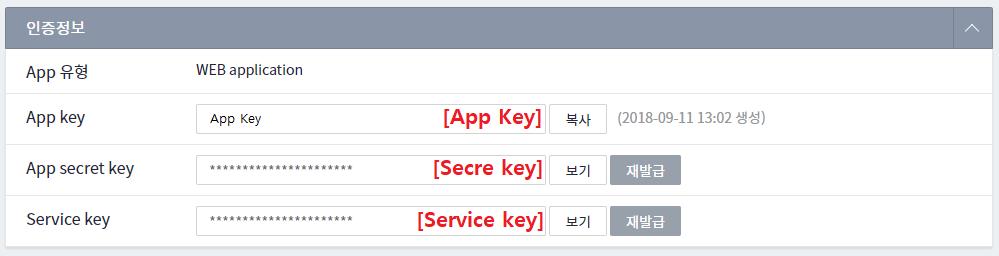 인증정보
App 유형 WEB application
App key App Key [App Key] 복사 (2018-09-11 13:02 생성)
App secret key ********************** [Secre key] 보기 재발급
Service key ********************** [Service key] 보기 재발급